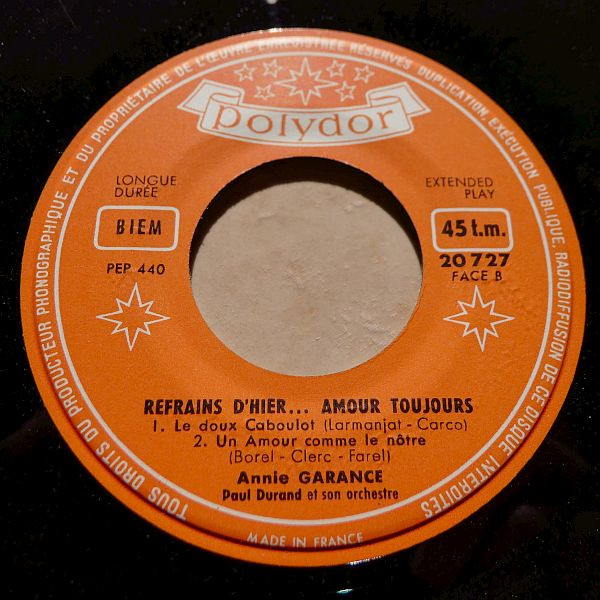 TOUS DROITS DU PRODUCTEUR PHONOGRAPHIQUE ET DU PROPRIÉTAIRE DE L'ŒUVRE ENREGISTRÉE RÉSERVÉS DUPLICATION, EXÉCUTION PUBLIQUE, RADIODIFFUSION DE CE DISQUE INTERDITES
polydor
LONGUE
DURÉE
BIEM
PEP 440
EXTENDED
PLAY
45 t.m.
20 727
FACE B
REFRAINS D'HIER... AMOUR TOUJOURS
1. Le doux Caboulot (Larmanjat - Carco)
2. Un Amour comme le nôtre
(Borel - Clerc - Farel)
Annie GARANCE
Paul Durand et son orchestre
MADE IN FRANCE